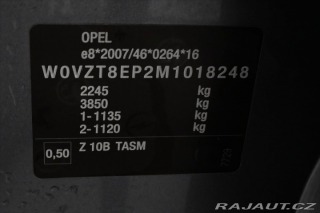 OPEL
e8*2007/46*0264*16
W0VZT8EP2M1018248
2245 kg
3850 kg
1-1135 kg
2-1120 kg
0,50 Z 10B TASM
RAJAUT.CZ